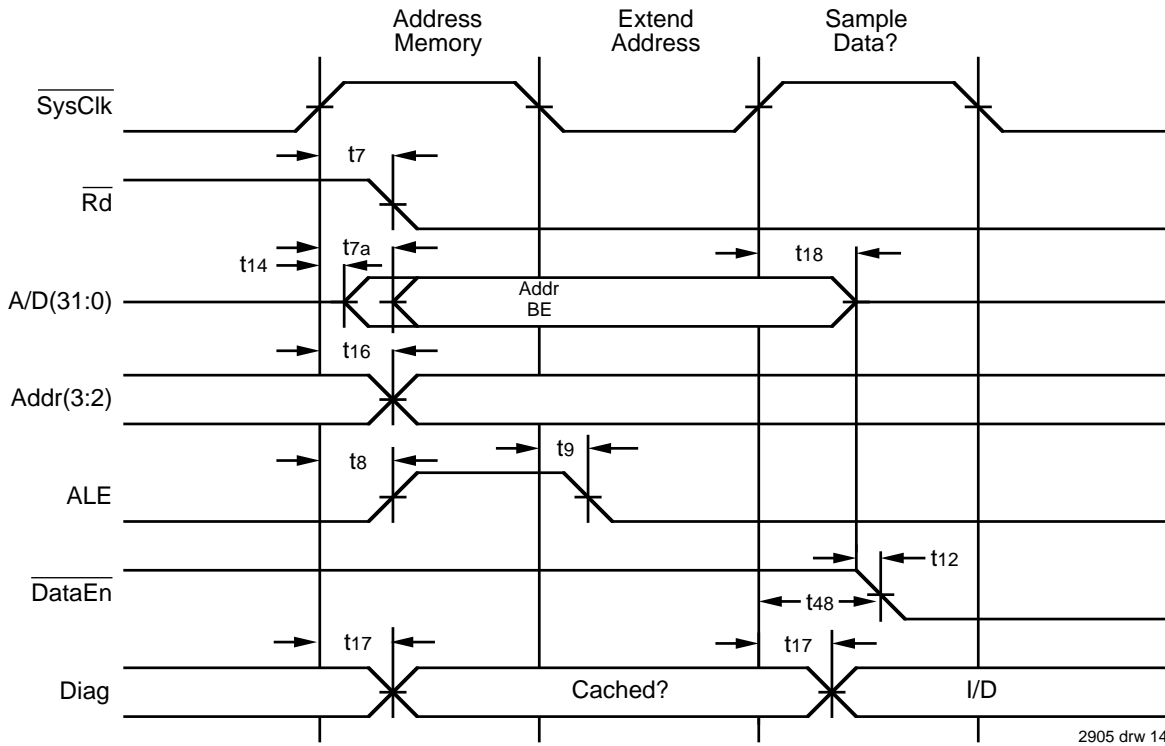 Address
Memory
Extend
Address
Sample
Data?
SysClk
t7
Rd
t7a
t14
t18
A/D(31:0)
Addr
BE
t16
Addr(3:2)
t9
t8
ALE
t12
DataEn
t48
t17
t17
Diag
Cached?
I/D
2905 drw 14